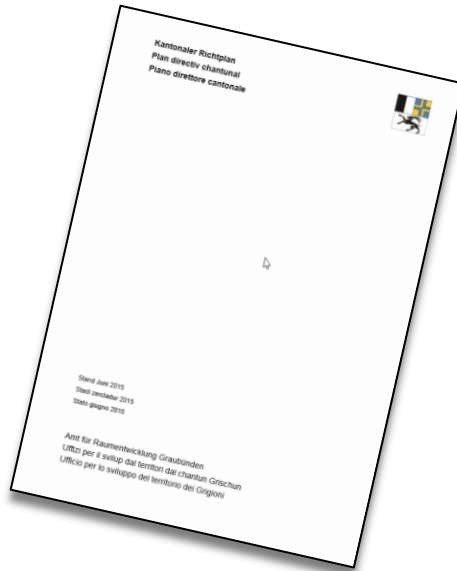 Kantonaler Richtplan
Plan directiv chantunal
Piano direttore cantonale
Stand Juni 2015
Stadi zercladur 2015
Stato giugno 2015
Amt für Raumentwicklung Graubünden
Uffizi per il svilup dal territori dal chantun Grischun
Ufficio per lo sviluppo del territorio dei Grigioni